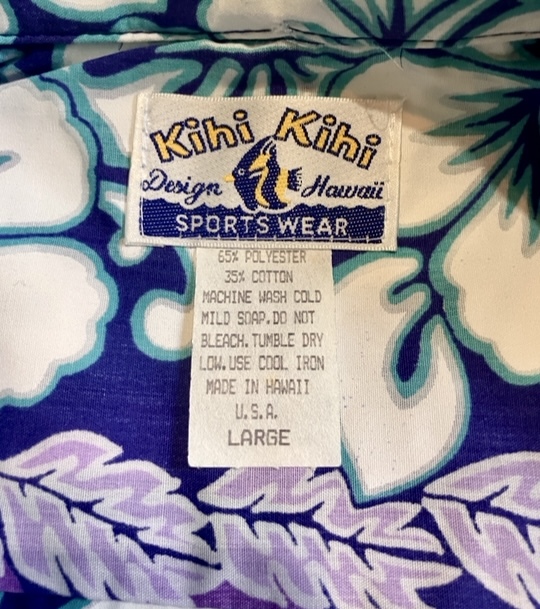 Kihi Kihi
Design Hawaii
SPORTS WEAR
65% POLYESTER
35% COTTON
MACHINE WASH COLD
MILD SOAP.DO NOT
BLEACH.TUMBLE DRY
LOW.USE COOL IRON
MADE IN HAWAII
U.S.A.
LARGE